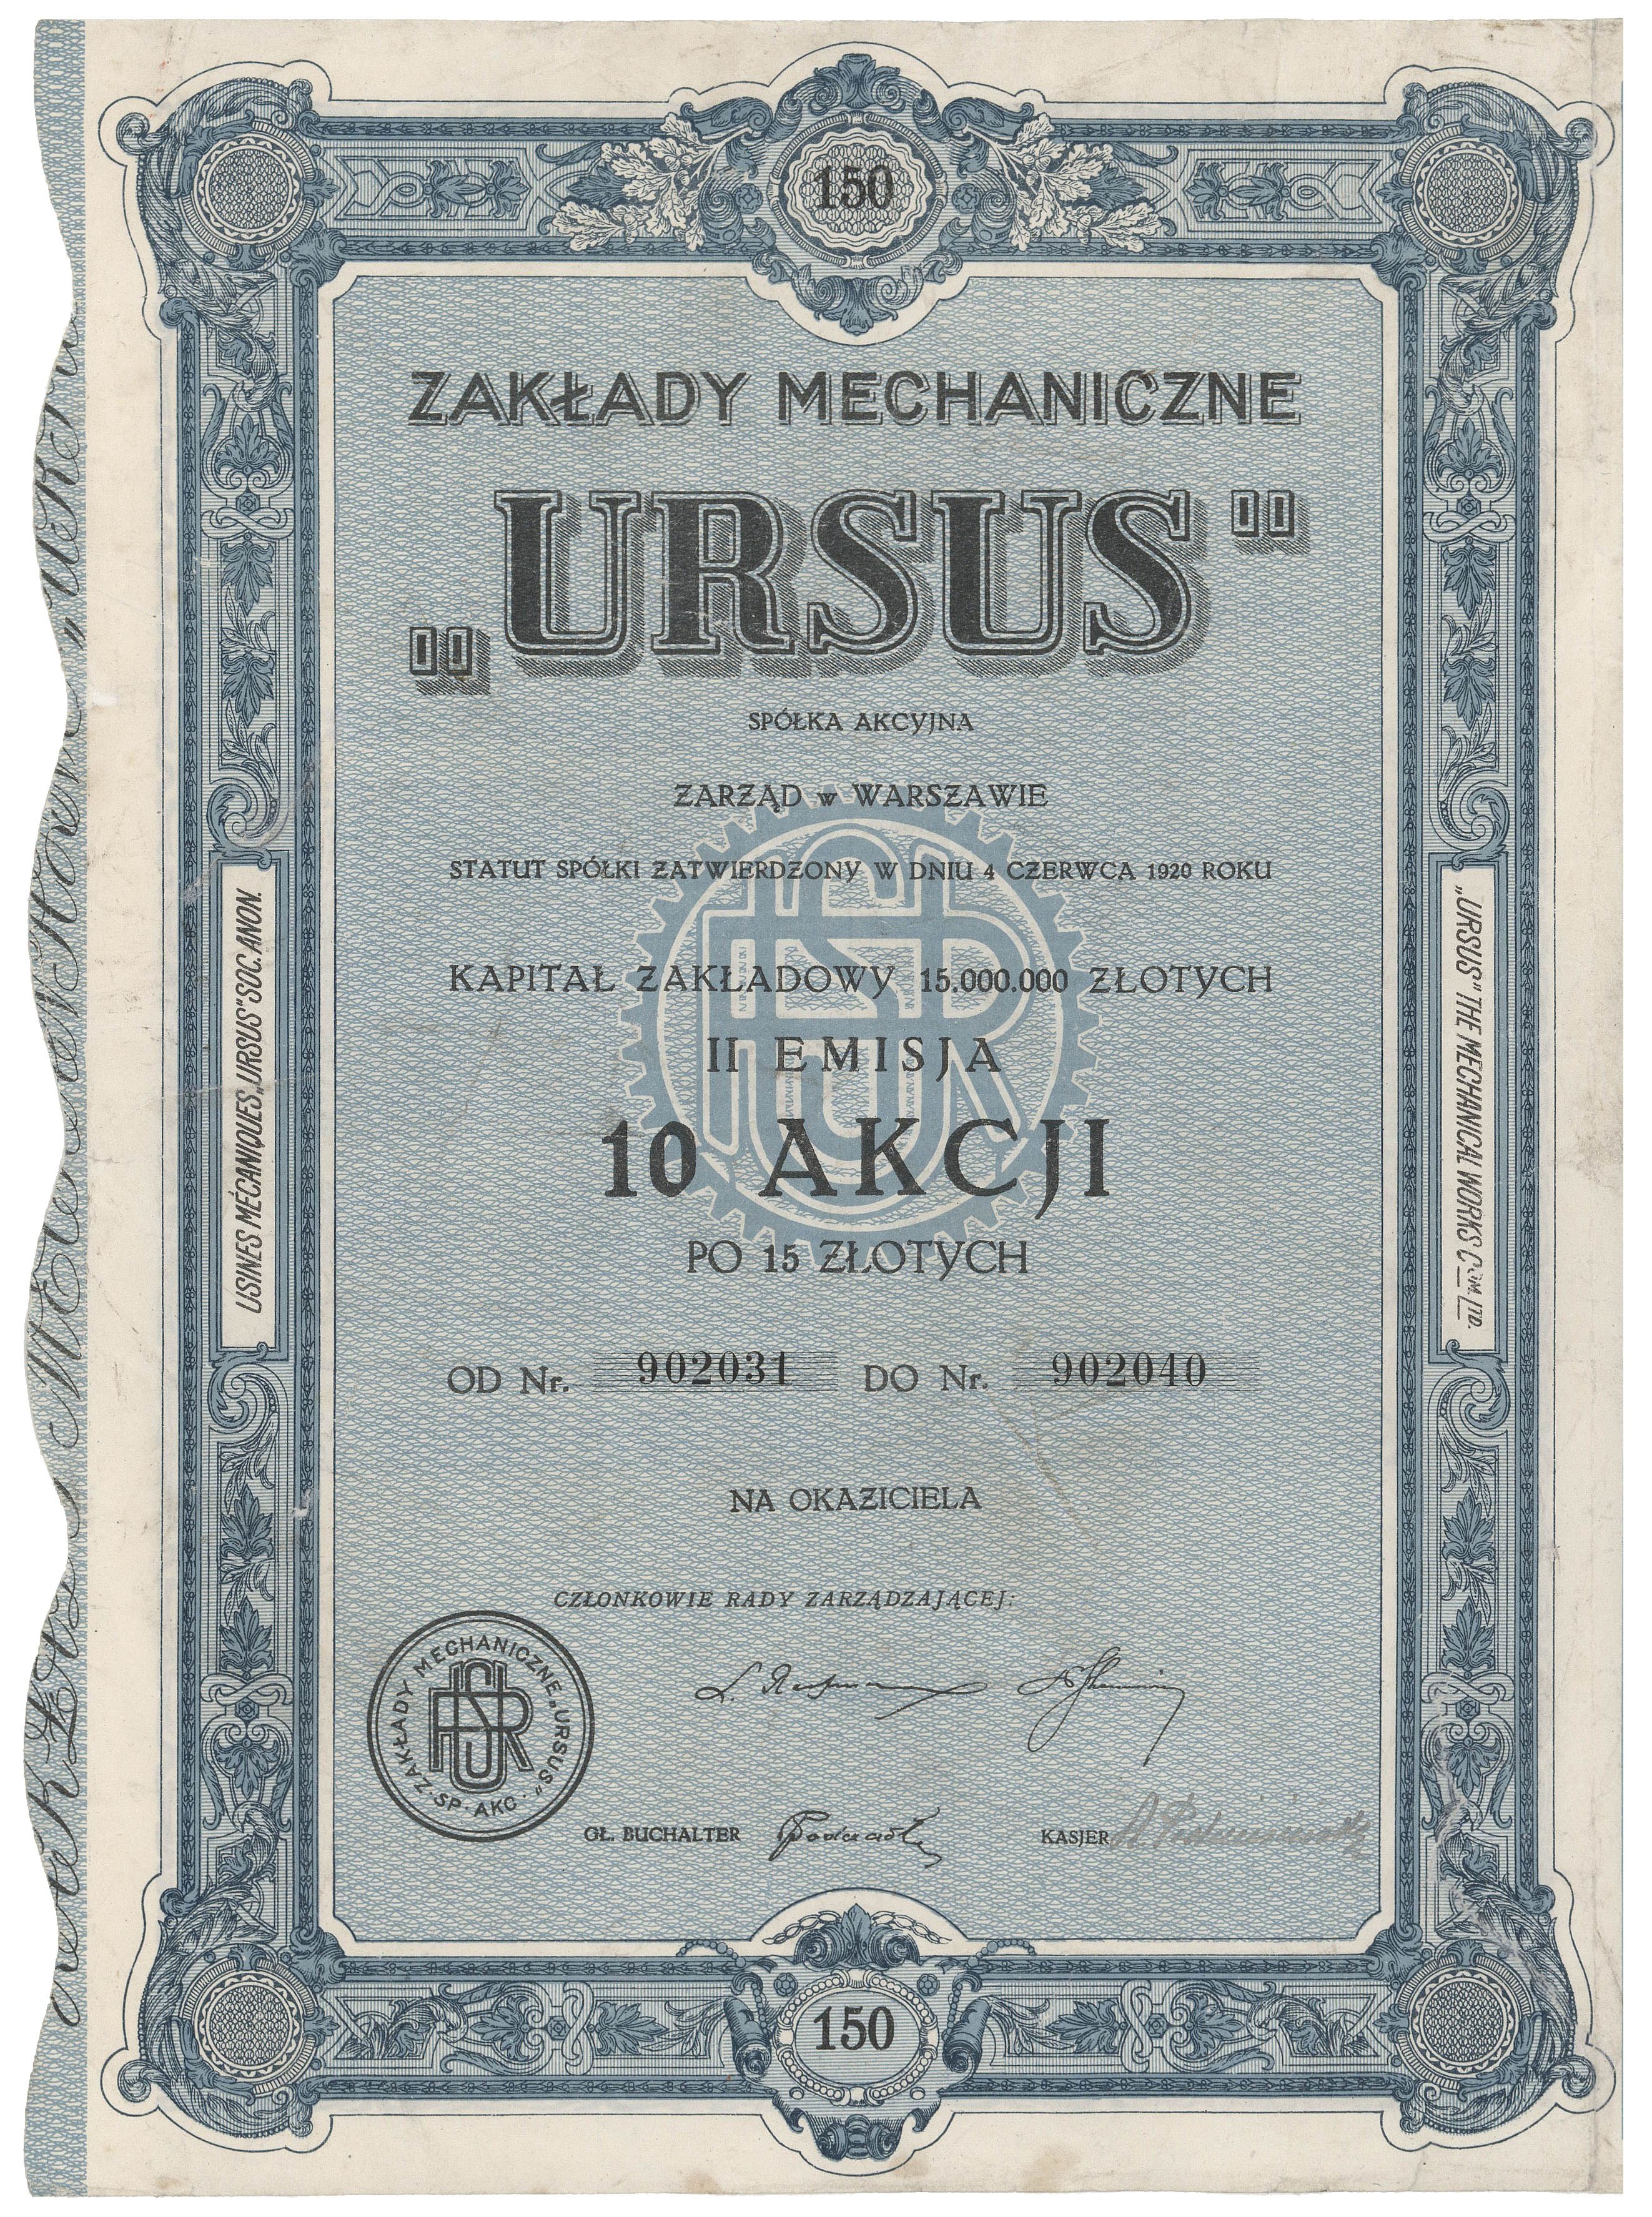 150
ZAKŁADY MECHANICZNE
„URSUS"
SPÓŁKA AKCYJNA
ZARZĄD w WARSZAWIE
STATUT SPÓŁKI ZATWIERDZONY W DNIU 4 CZERWCA 1920 ROKU
KAPITAŁ ZAKŁADOWY 15.000.000 ZŁOTYCH
II EMISJA
10 AKCJI
PO 15 ZŁOTYCH
OD Nr. 902031 DO Nr. 902040
NA OKAZICIELA
CZŁONKOWIE RADY ZARZĄDZAJĄCEJ:
ZAKŁADY MECHANICZNE „URSUS" SP. AKC.
GŁ. BUCHALTER
KASJER
150
USINES MÉCANIQUES „URSUS" SOC. ANON.
„URSUS" THE MECHANICAL WORKS COM. LTD.